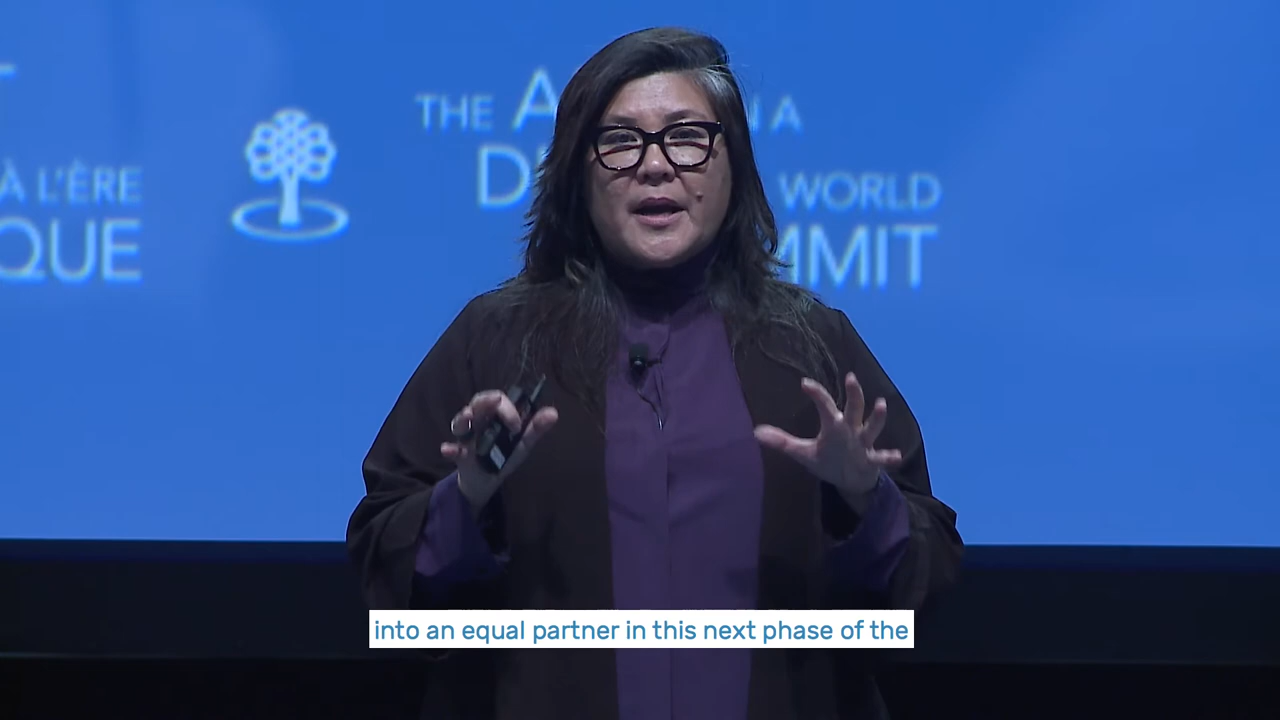 À L'ÈRE
QUE
THE A N A
D WORLD
MMIT
into an equal partner in this next phase of the